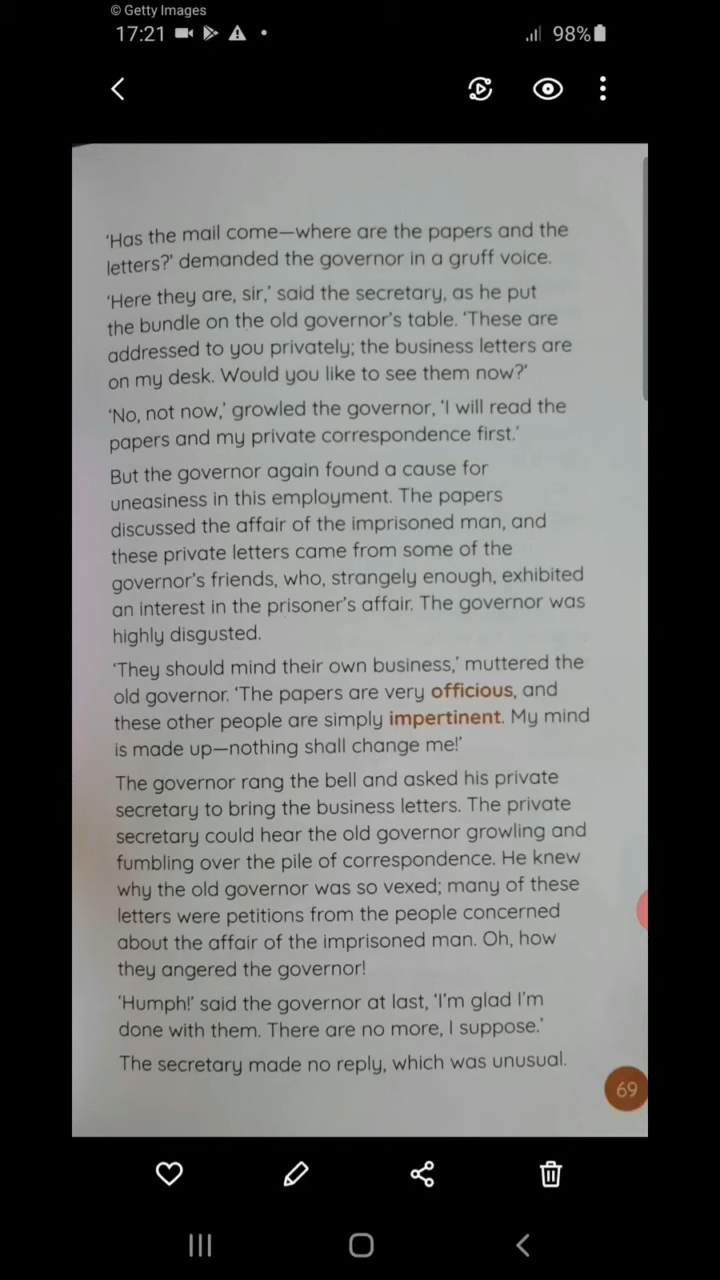 © Getty Images
17:21
98%
‘Has the mail come—where are the papers and the
letters?’ demanded the governor in a gruff voice.
‘Here they are, sir,’ said the secretary, as he put
the bundle on the old governor’s table. ‘These are
addressed to you privately; the business letters are
on my desk. Would you like to see them now?’
‘No, not now,’ growled the governor, ‘I will read the
papers and my private correspondence first.’
But the governor again found a cause for
uneasiness in this employment. The papers
discussed the affair of the imprisoned man, and
these private letters came from some of the
governor’s friends, who, strangely enough, exhibited
an interest in the prisoner’s affair. The governor was
highly disgusted.
‘They should mind their own business,’ muttered the
old governor. ‘The papers are very officious, and
these other people are simply impertinent. My mind
is made up—nothing shall change me!’
The governor rang the bell and asked his private
secretary to bring the business letters. The private
secretary could hear the old governor growling and
fumbling over the pile of correspondence. He knew
why the old governor was so vexed; many of these
letters were petitions from the people concerned
about the affair of the imprisoned man. Oh, how
they angered the governor!
‘Humph!’ said the governor at last, ‘I’m glad I’m
done with them. There are no more, I suppose.’
The secretary made no reply, which was unusual.
69